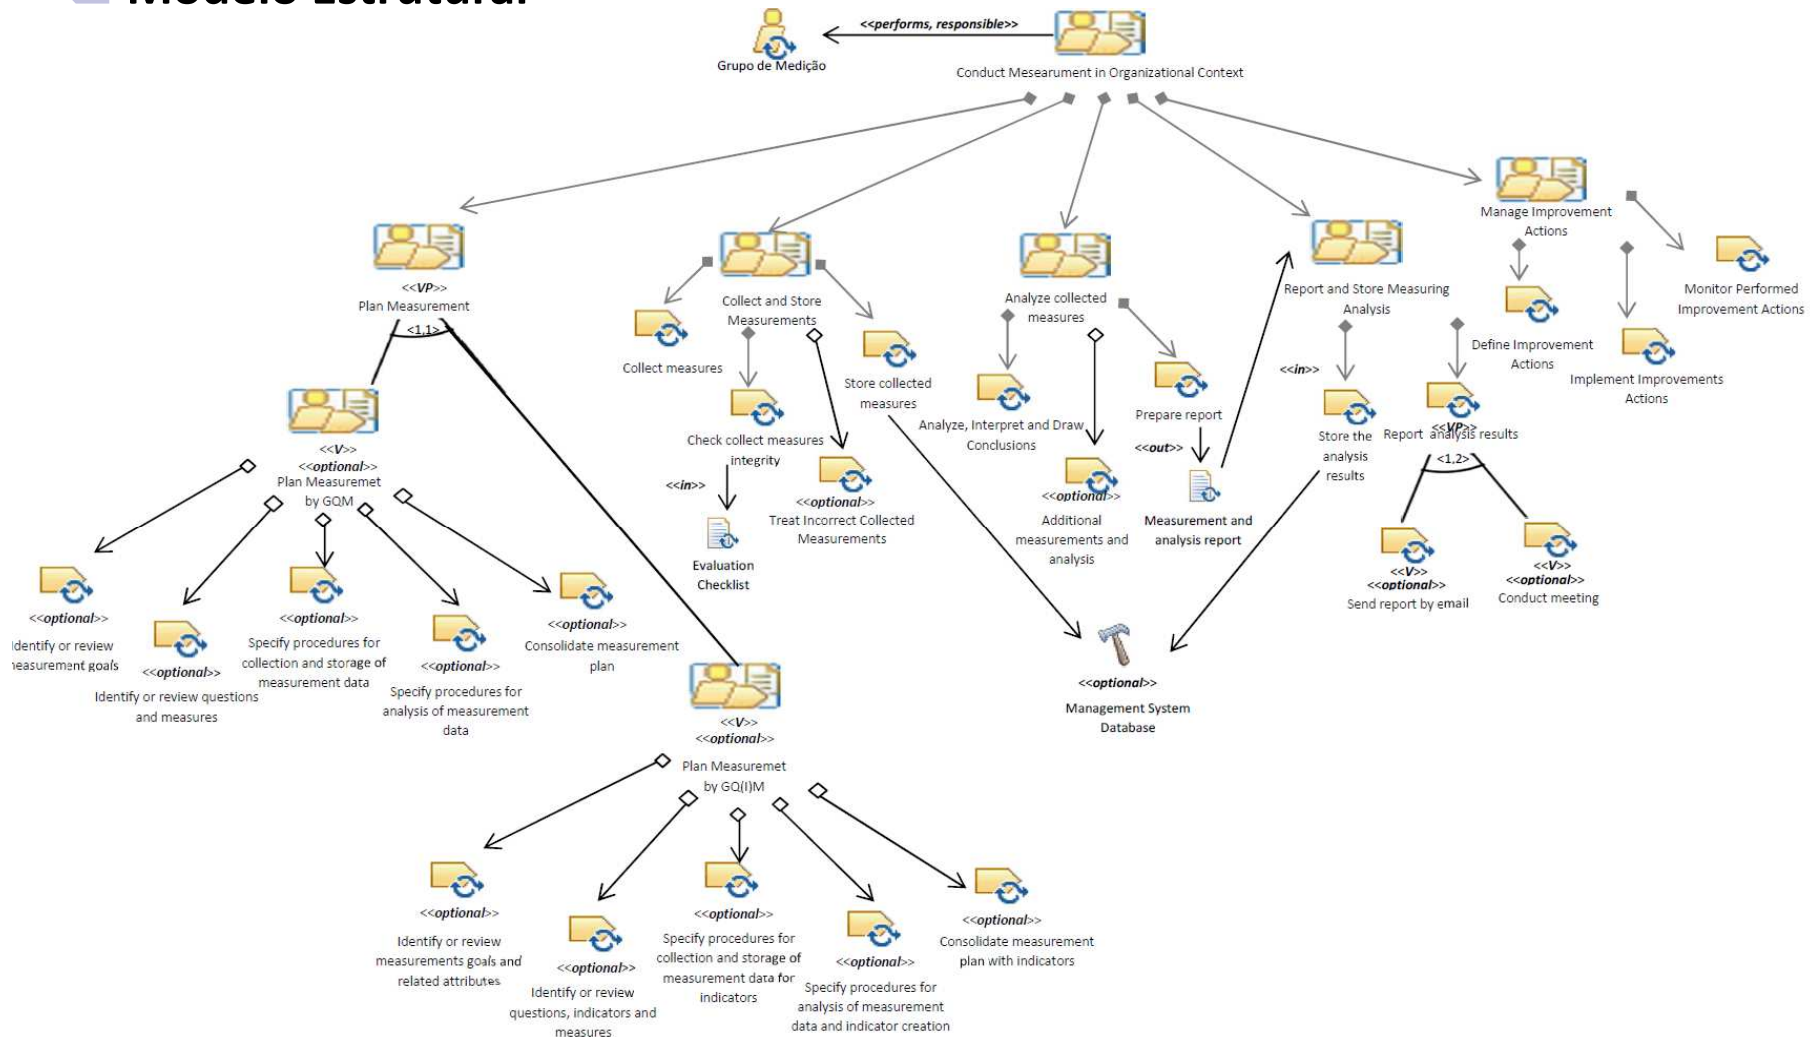 Modelo Estrutural
<<performs, responsible>>
Grupo de Medição
Conduct Mesearument in Organizational Context
<<VP>>
Plan Measurement
<1,1>
<<V>>
<<optional>>
Plan Measuremet
by GQM
<<optional>>
Identify or review
measurement goals
<<optional>>
Identify or review questions
and measures
<<optional>>
Specify procedures for
collection and storage of
measurement data
<<optional>>
Specify procedures for
analysis of measurement
data
<<optional>>
Consolidate measurement
plan
<<V>>
<<optional>>
Plan Measuremet
by GQ(I)M
<<optional>>
Identify or review
measurements goals and
related attributes
<<optional>>
Identify or review
questions, indicators and
measures
<<optional>>
Specify procedures for
collection and storage of
measurement data for
indicators
<<optional>>
Specify procedures for
analysis of measurement
data and indicator creation
<<optional>>
Consolidate measurement
plan with indicators
Collect and Store
Measurements
Collect measures
Check collect measures
integrity
<<in>>
Evaluation
Checklist
<<optional>>
Treat Incorrect Collected
Measurements
Store collected
measures
Analyze collected
measures
Analyze, Interpret and Draw
Conclusions
<<optional>>
Additional
measurements and
analysis
Prepare report
<<out>>
Measurement and
analysis report
Report and Store Measuring
Analysis
<<in>>
Store the
analysis
results
<<VP>>
Report analysis results
<1,2>
<<V>>
<<optional>>
Send report by email
<<V>>
<<optional>>
Conduct meeting
<<optional>>
Management System
Database
Manage Improvement
Actions
Define Improvement
Actions
Implement Improvements
Actions
Monitor Performed
Improvement Actions